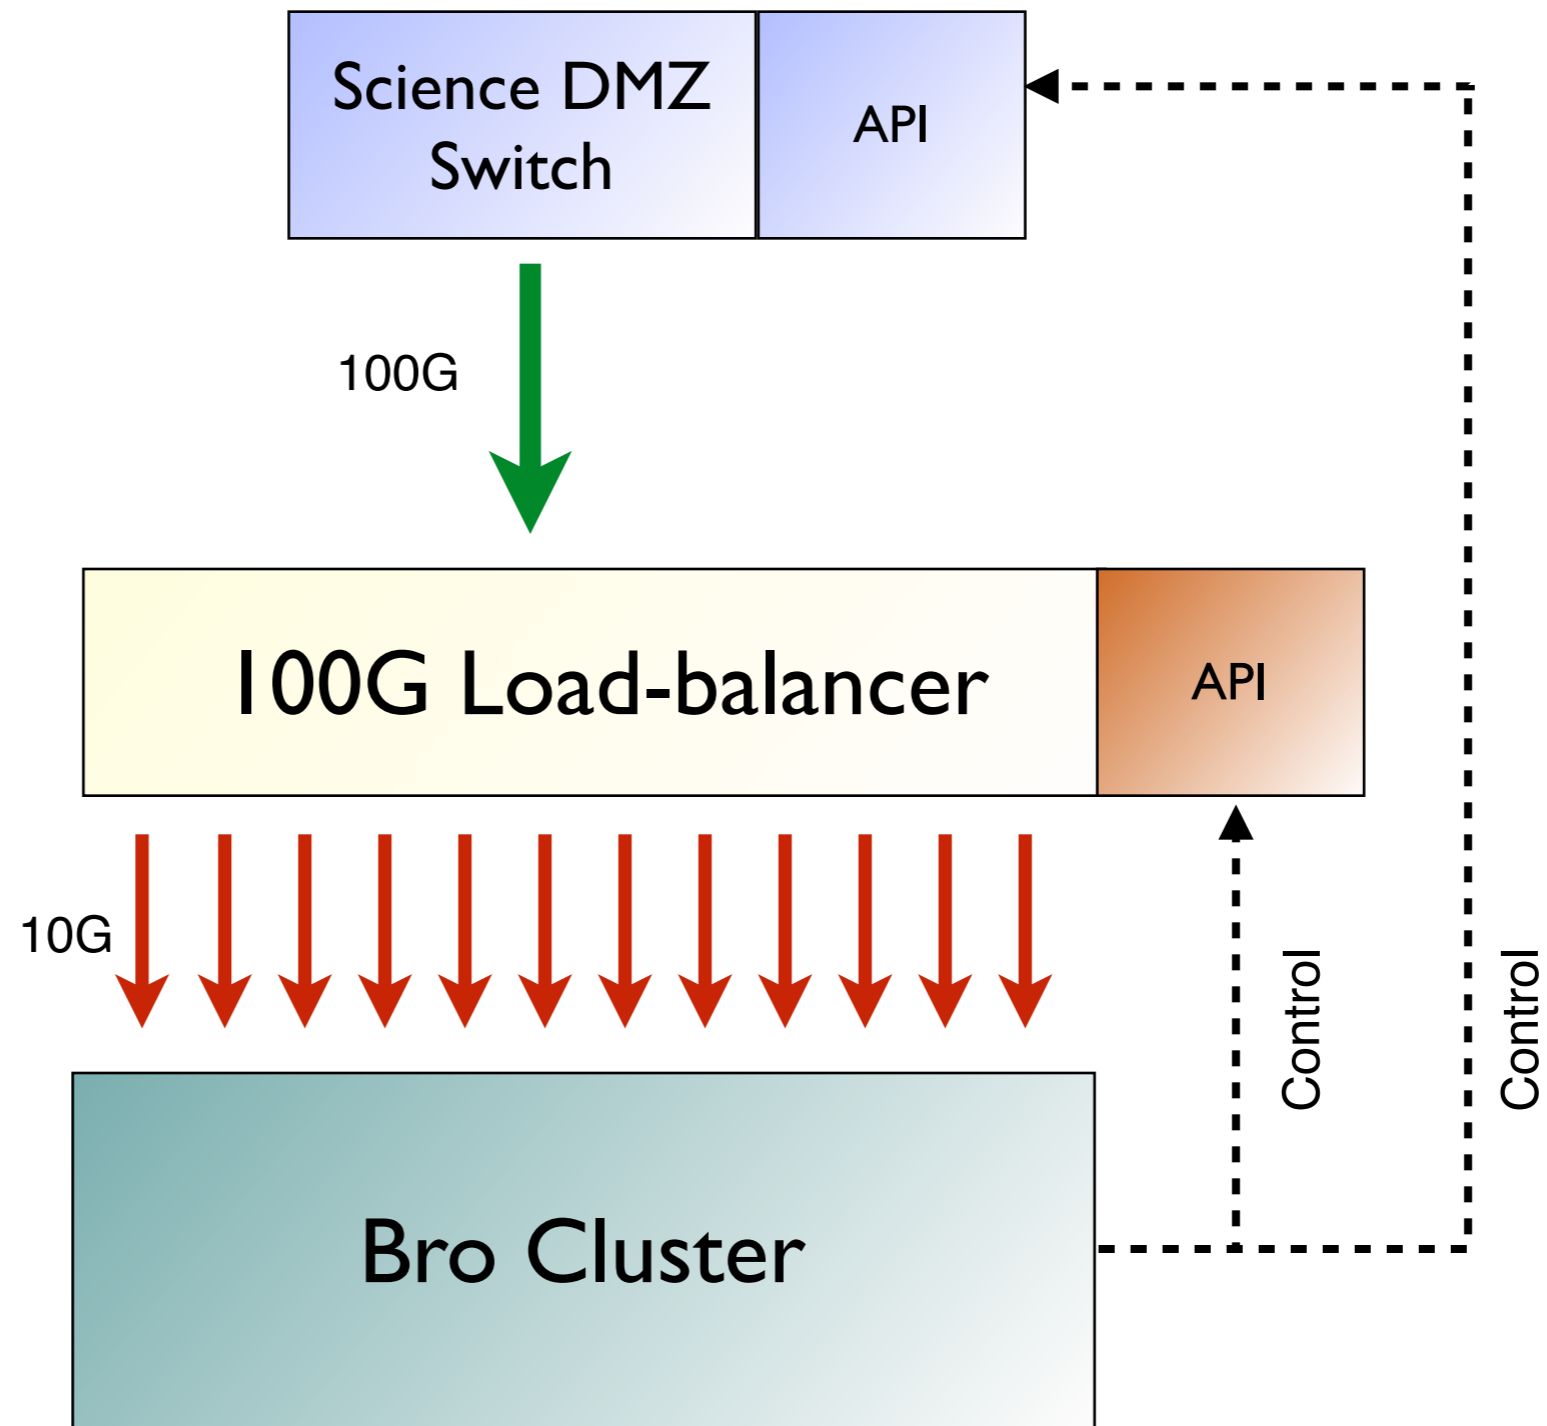 Science DMZ
Switch
API
100G
100G Load-balancer
API
10G
Control
Control
Bro Cluster